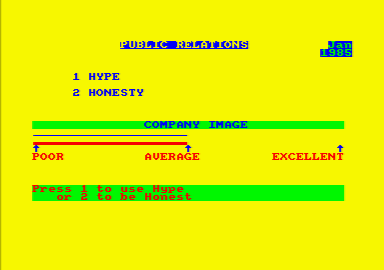 PUBLIC RELATIONS
Jan
1985
1 HYPE
2 HONESTY
COMPANY IMAGE
POOR AVERAGE EXCELLENT
Press 1 to use Hype
or 2 to be Honest